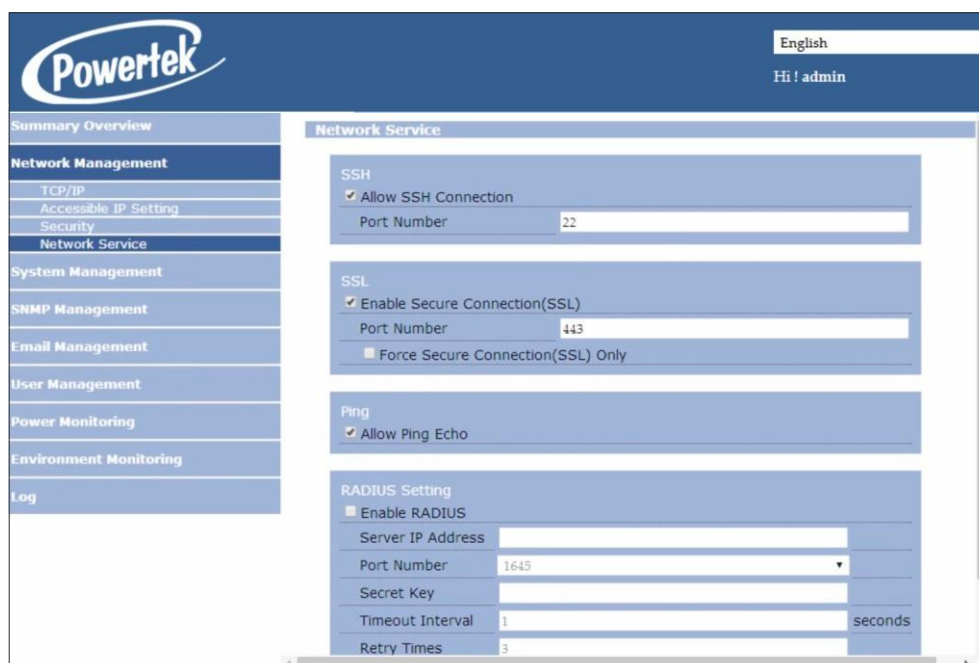 Powertek
English
Hi ! admin
Summary Overview
Network Management
TCP/IP
Accessible IP Setting
Security
Network Service
System Management
SNMP Management
Email Management
User Management
Power Monitoring
Environment Monitoring
Log
Network Service
SSH
Allow SSH Connection
Port Number 22
SSL
Enable Secure Connection(SSL)
Port Number 443
Force Secure Connection(SSL) Only
Ping
Allow Ping Echo
RADIUS Setting
Enable RADIUS
Server IP Address
Port Number 1645
Secret Key
Timeout Interval 1 seconds
Retry Times 3